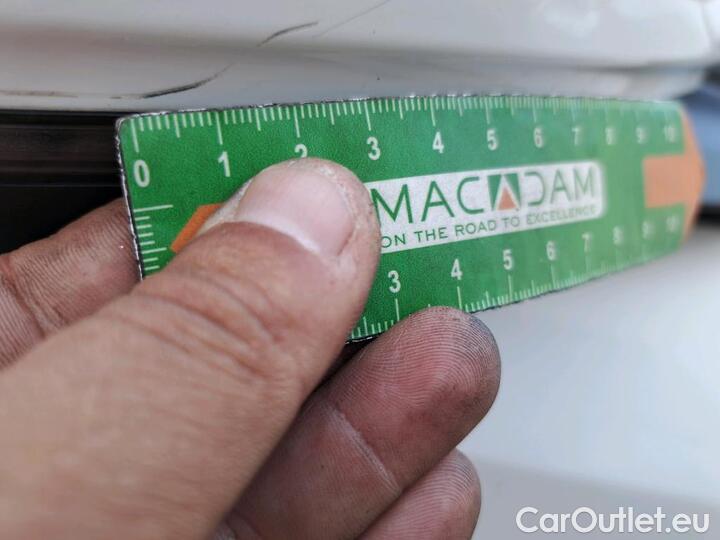 0 1 2 3 4 5 6 7 8 9 10
MACADAM
ON THE ROAD TO EXCELLENCE
3 4 5 6 7 8 9 10
CarOutlet.eu